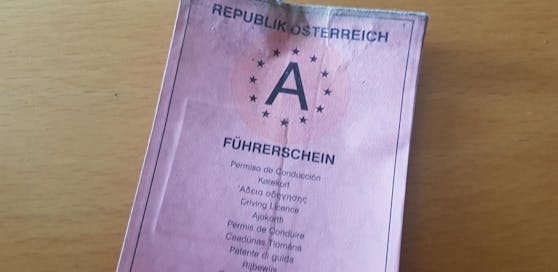 REPUBLIK ÖSTERREICH
A
FÜHRERSCHEIN
Permiso de Conducción
Kørekort
Άδεια οδήγησης
Driving Licence
Ajokortti
Permis de Conduire
Ceadúnas Tiomána
Patente di guida
Rijbewijs